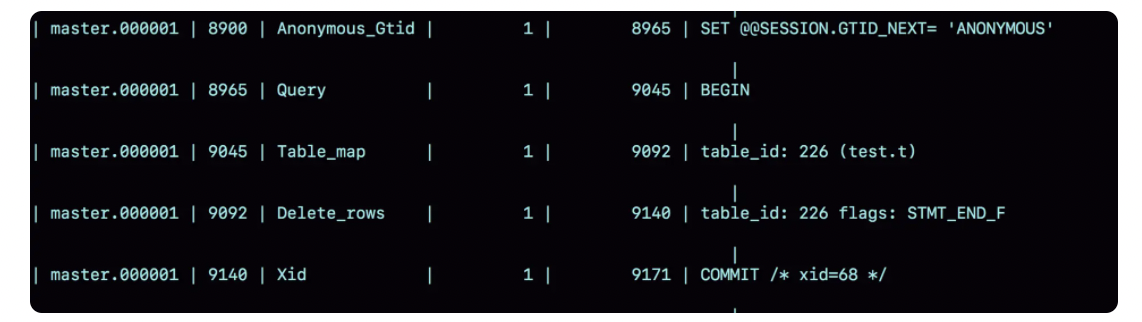 | master.000001 | 8900 | Anonymous_Gtid | 1 | 8965 | SET @@SESSION.GTID_NEXT= 'ANONYMOUS'
|
| master.000001 | 8965 | Query | 1 | 9045 | BEGIN
|
| master.000001 | 9045 | Table_map | 1 | 9092 | table_id: 226 (test.t)
|
| master.000001 | 9092 | Delete_rows | 1 | 9140 | table_id: 226 flags: STMT_END_F
|
| master.000001 | 9140 | Xid | 1 | 9171 | COMMIT /* xid=68 */